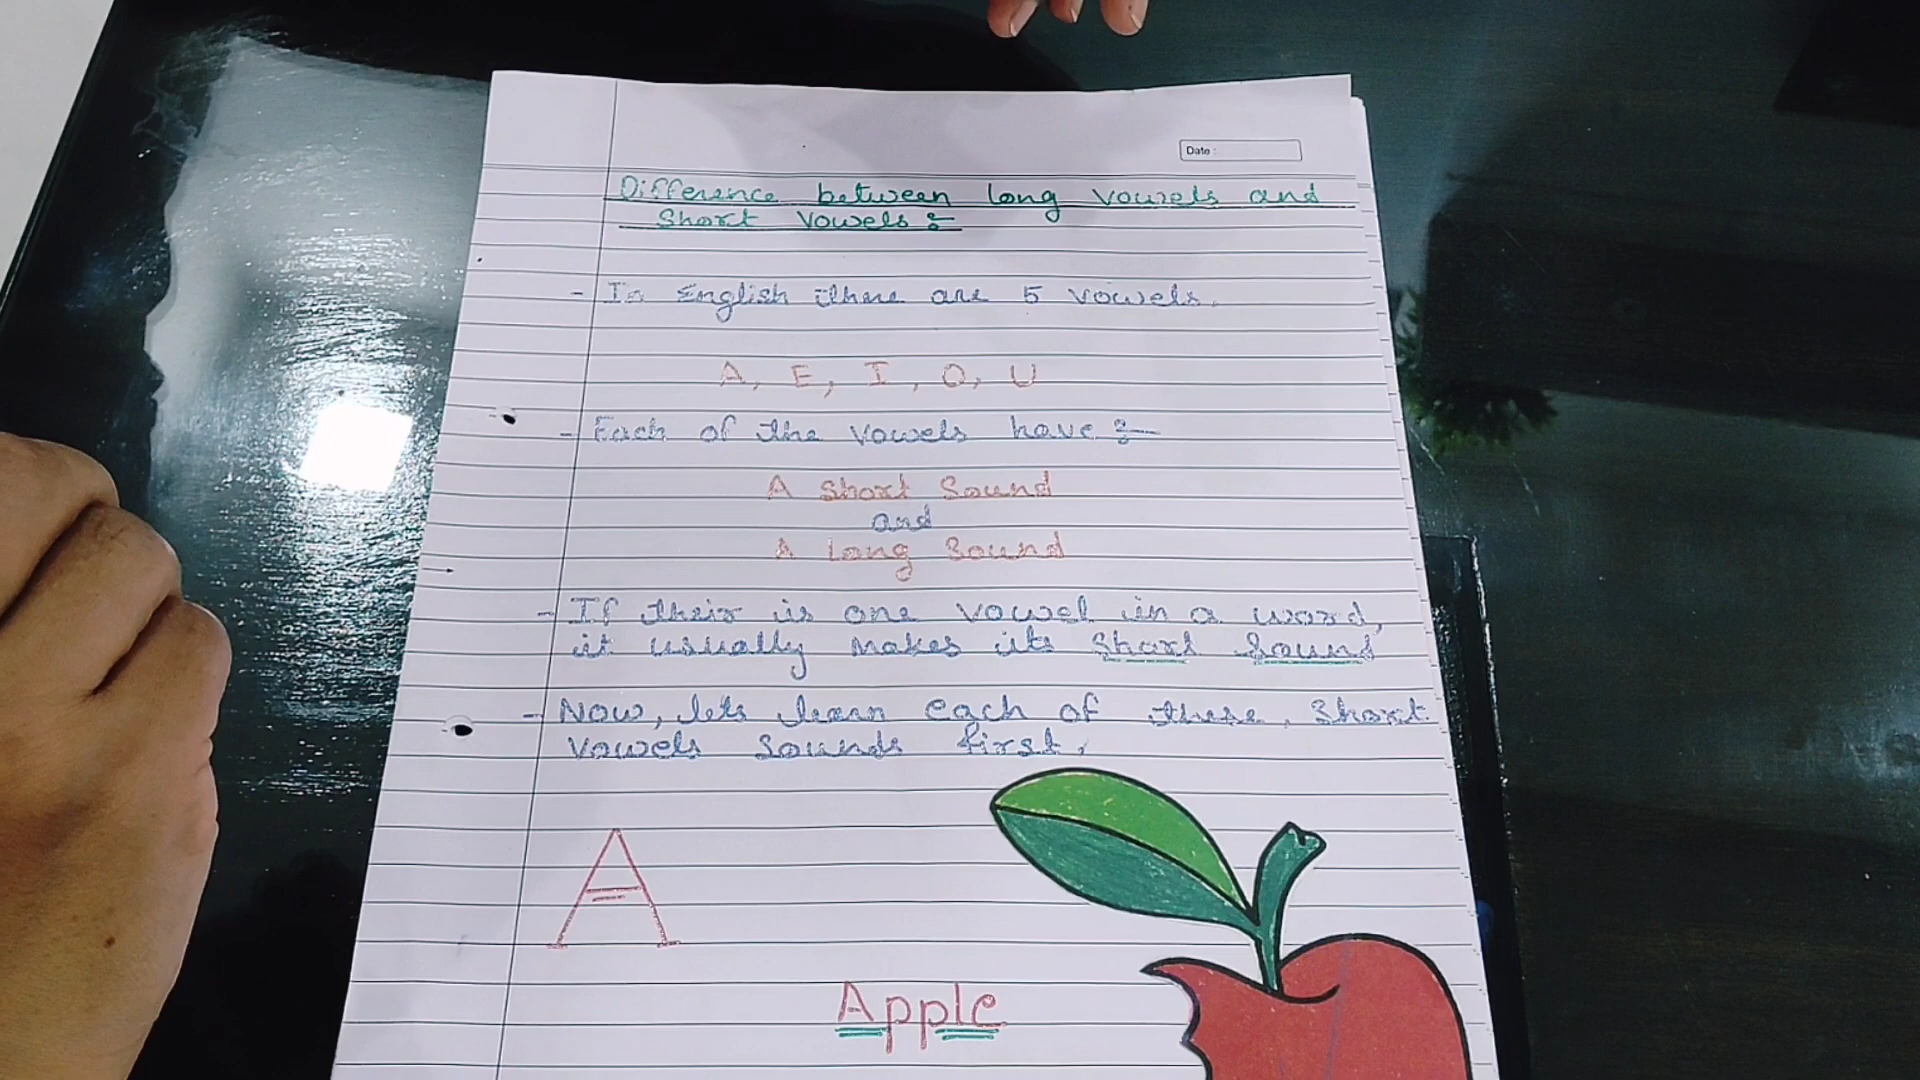 Date :
Difference between long vowels and
Short Vowels :-
- In English there are 5 vowels.
A, E, I, O, U
- Each of the vowels have :-
A Short Sound
and
A Long Sound
- If their is one vowel in a word,
it usually makes its Short Sound
- Now, lets learn each of these, Short
vowels sounds first.
A
Apple